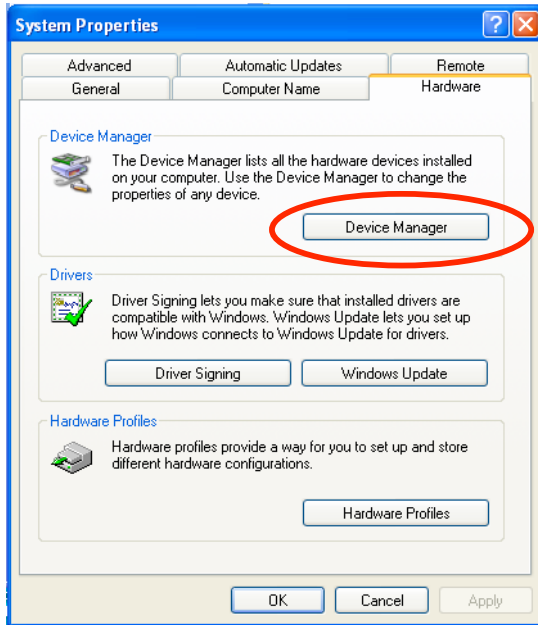 System Properties
Advanced
Automatic Updates
Remote
General
Computer Name
Hardware
Device Manager
The Device Manager lists all the hardware devices installed
on your computer. Use the Device Manager to change the
properties of any device.
Device Manager
Drivers
Driver Signing lets you make sure that installed drivers are
compatible with Windows. Windows Update lets you set up
how Windows connects to Windows Update for drivers.
Driver Signing
Windows Update
Hardware Profiles
Hardware profiles provide a way for you to set up and store
different hardware configurations.
Hardware Profiles
OK
Cancel
Apply